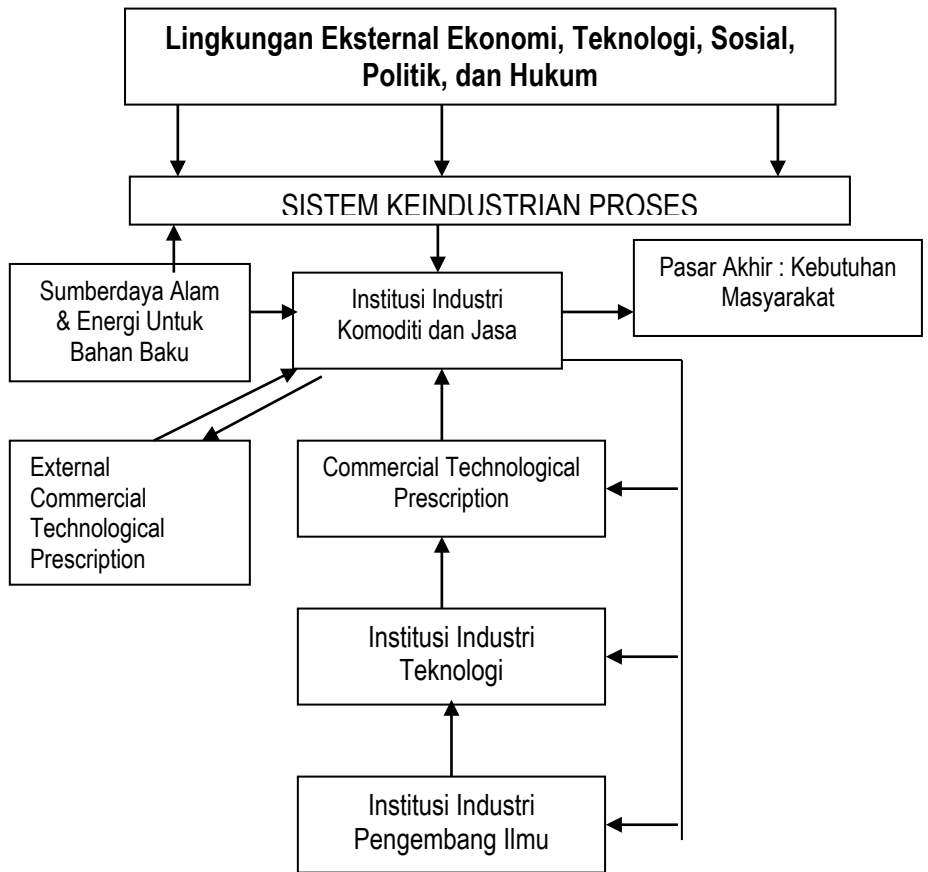 Lingkungan Eksternal Ekonomi, Teknologi, Sosial,
Politik, dan Hukum
SISTEM KEINDUSTRIAN PROSES
Sumberdaya Alam
& Energi Untuk
Bahan Baku
Institusi Industri
Komoditi dan Jasa
Pasar Akhir : Kebutuhan
Masyarakat
External
Commercial
Technological
Prescription
Commercial Technological
Prescription
Institusi Industri
Teknologi
Institusi Industri
Pengembang Ilmu